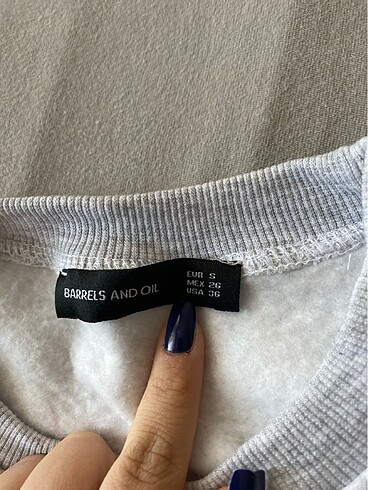 BARRELS AND OIL
EUR S
MEX 26
USA 36